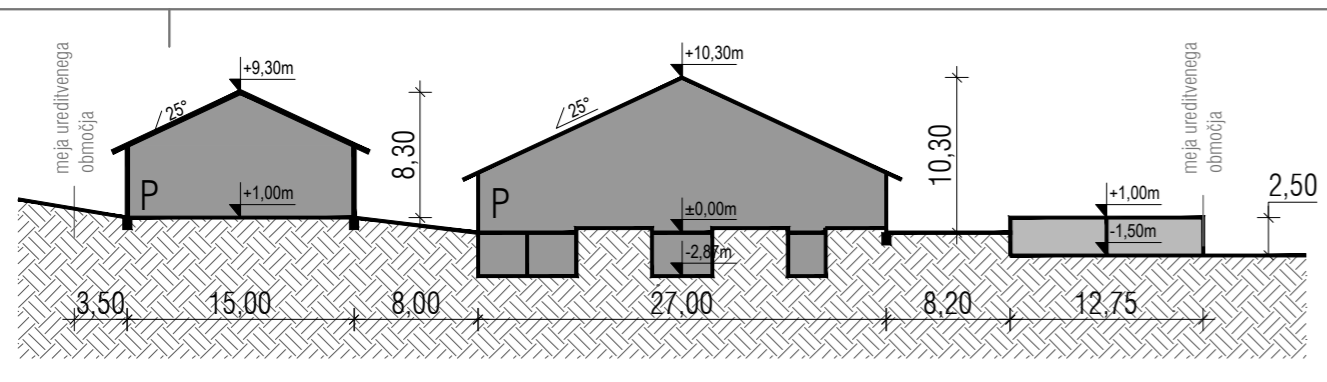 +9,30m
+10,30m
meja ureditvenega
območja
25°
8,30
25°
10,30
meja ureditvenega
območja
P
+1,00m
P
±0,00m
-2,87m
+1,00m
-1,50m
2,50
3,50
15,00
8,00
27,00
8,20
12,75